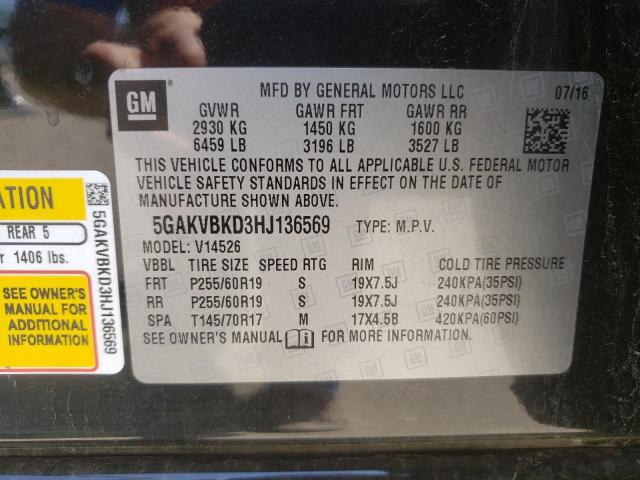 GM
MFD BY GENERAL MOTORS LLC 07/16
GVWR GAWR FRT GAWR RR
2930 KG 1450 KG 1600 KG
6459 LB 3196 LB 3527 LB
THIS VEHICLE CONFORMS TO ALL APPLICABLE U.S. FEDERAL MOTOR
VEHICLE SAFETY STANDARDS IN EFFECT ON THE DATE OF
MANUFACTURE SHOWN ABOVE.
5GAKVBKD3HJ136569 TYPE: M.P.V.
MODEL: V14526
VBBL TIRE SIZE SPEED RTG RIM COLD TIRE PRESSURE
FRT P255/60R19 S 19X7.5J 240KPA(35PSI)
RR P255/60R19 S 19X7.5J 240KPA(35PSI)
SPA T145/70R17 M 17X4.5B 420KPA(60PSI)
SEE OWNER'S MANUAL FOR MORE INFORMATION.
REAR 5
1406 lbs.
SEE OWNER'S
MANUAL FOR
ADDITIONAL
INFORMATION
5GAKVBKD3HJ136569